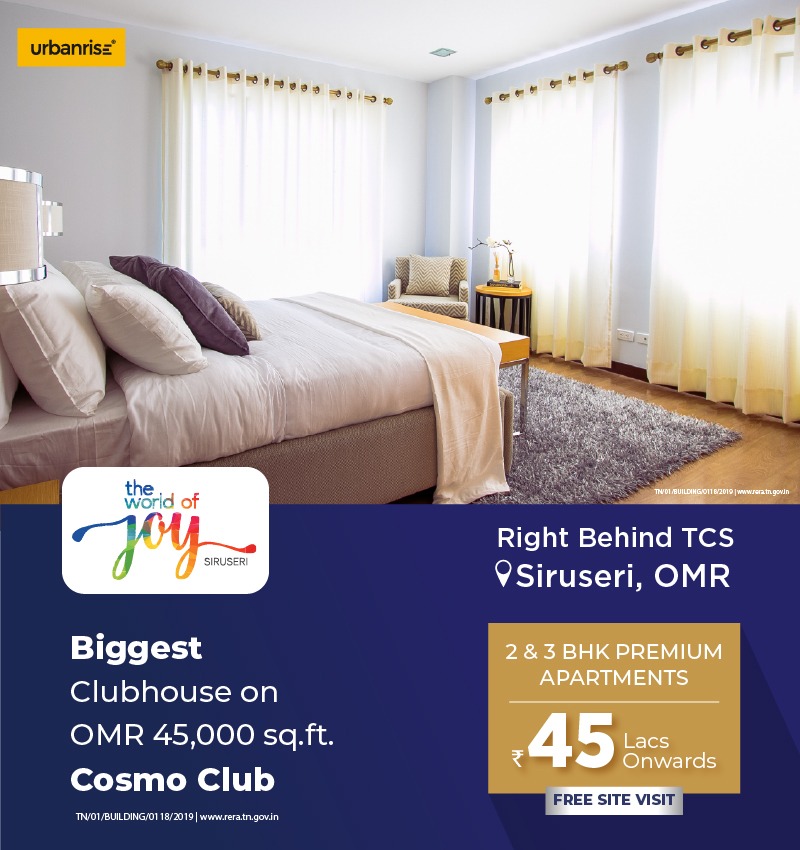 urbanrise®
TN/01/BUILDING/0118/2019 | www.rera.tn.gov.in
the
world of
joy
SIRUSERI
Right Behind TCS
Siruseri, OMR
Biggest
Clubhouse on
OMR 45,000 sq.ft.
Cosmo Club
TN/01/BUILDING/0118/2019 | www.rera.tn.gov.in
2 & 3 BHK PREMIUM
APARTMENTS
₹45 Lacs
Onwards
FREE SITE VISIT